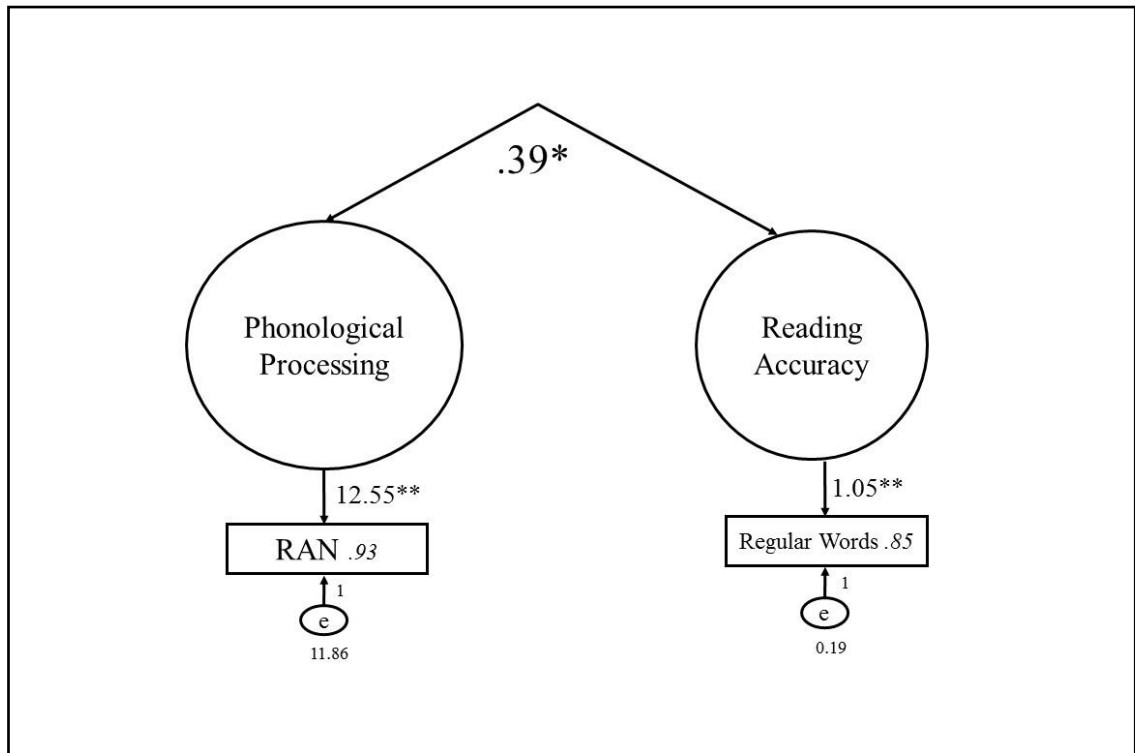 .39*
Phonological
Processing
Reading
Accuracy
12.55**
1.05**
RAN .93
Regular Words .85
1
1
e
e
11.86
0.19